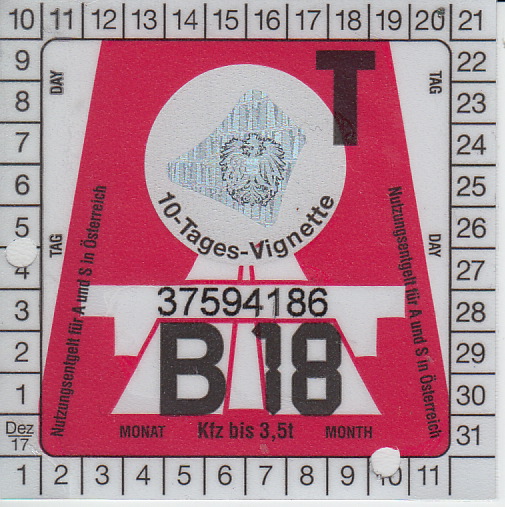 10 11 12 13 14 15 16 17 18 19 20 21
9 DAY T TAG 22
8 23
7 24
6 25
5 TAG DAY 26
4 27
3 28
2 29
1 30
Dez 17 31
1 2 3 4 5 6 7 8 9 10 11
10-Tages-Vignette
Nutzungsentgelt für A und S in Österreich
Nutzungsentgelt für A und S in Österreich
37594186
B 18
MONAT Kfz bis 3,5t MONTH